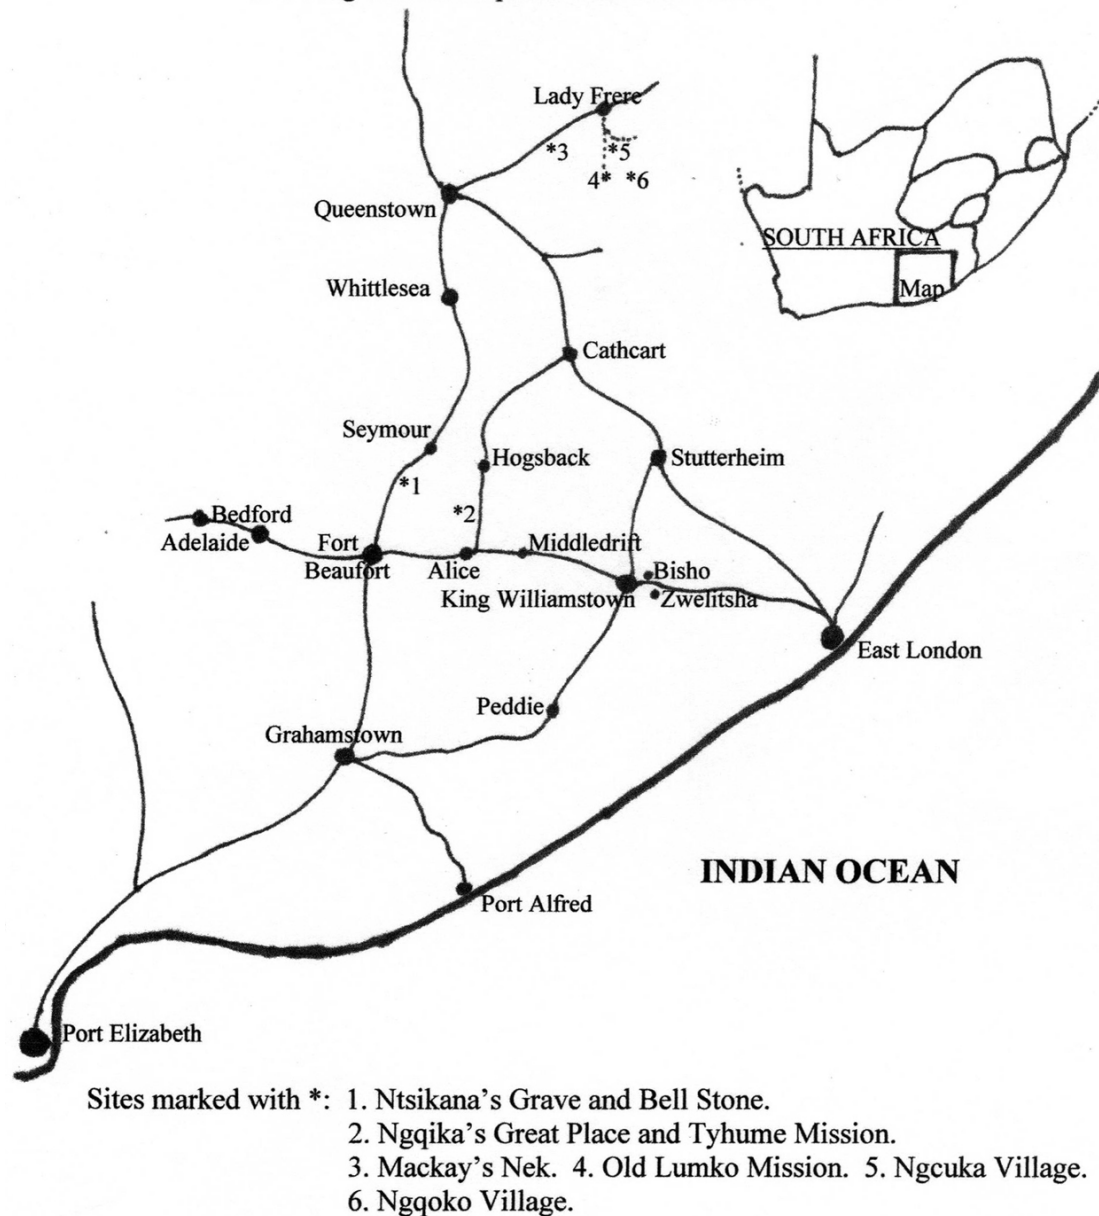 Lady Frere
*3
*5
4*
*6
Queenstown
SOUTH AFRICA
Map
Whittlesea
Cathcart
Seymour
Hogsback
Stutterheim
*1
*2
Bedford
Adelaide
Fort
Beaufort
Alice
Middledrift
Bisho
King Williamstown
Zwelitsha
East London
Peddie
Grahamstown
INDIAN OCEAN
Port Alfred
Port Elizabeth
Sites marked with *: 1. Ntsikana's Grave and Bell Stone.
2. Ngqika's Great Place and Tyhume Mission.
3. Mackay's Nek. 4. Old Lumko Mission. 5. Ngcuka Village.
6. Ngqoko Village.